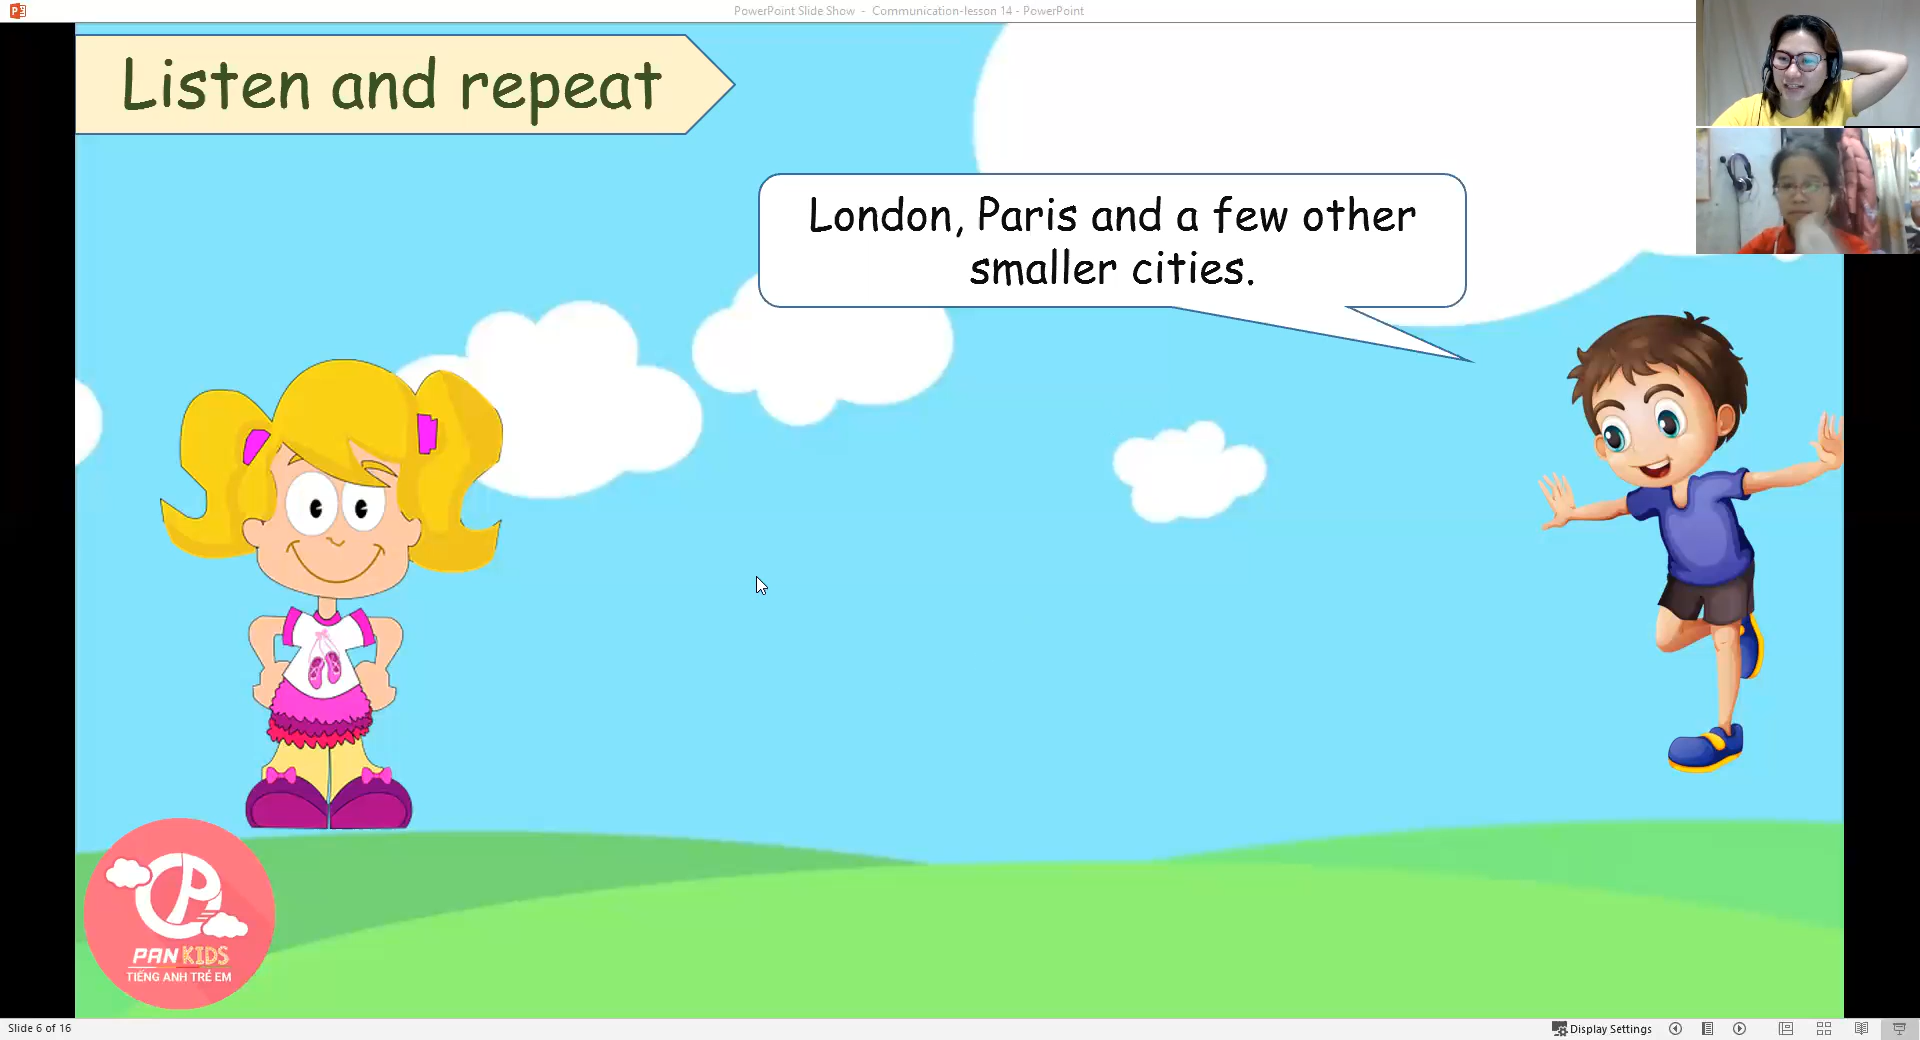 PowerPoint Slide Show - Communication-lesson 14 - PowerPoint
Listen and repeat
London, Paris and a few other
smaller cities.
PAN KIDS
TIẾNG ANH TRẺ EM
Slide 6 of 16
Display Settings